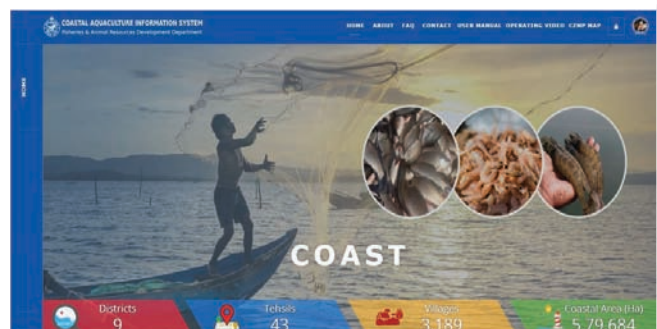 COASTAL AQUACULTURE INFORMATION SYSTEM
Fisheries & Animal Resources Development Department
HOME ABOUT FAQ CONTACT USER MANUAL OPERATING VIDEO CZMP MAP
COAST
Districts
9
Tehsils
43
Villages
3,189
Coastal Area (Ha)
5,79,684